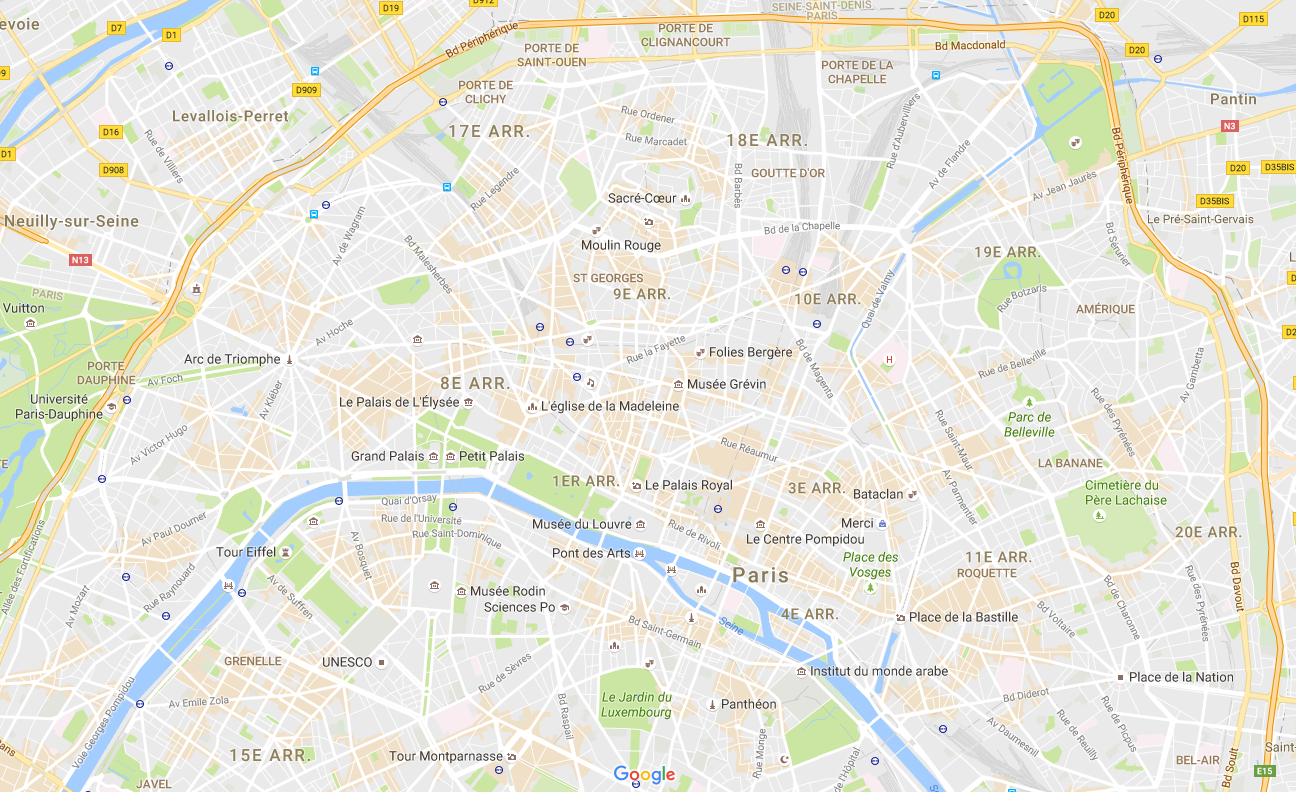 evoie
D7
D1
D19
D912
SEINE-SAINT-DENIS
PARIS
D20
D115
Bd Périphérique
PORTE DE
CLIGNANCOURT
Bd Macdonald
D20
PORTE DE
SAINT-OUEN
PORTE DE LA
CHAPELLE
D909
PORTE DE
CLICHY
Pantin
Levallois-Perret
Rue Ordener
Rue d'Aubervilliers
N3
D16
17E ARR.
Rue Marcadet
18E ARR.
D1
Rue de Villiers
Av de Flandre
Bd Périphérique
D908
GOUTTE D'OR
D20
D35BIS
Rue Legendre
Bd Barbès
Av Jean Jaurès
Sacré-Cœur
D35BIS
Neuilly-sur-Seine
Av de Wagram
Le Pré-Saint-Gervais
Moulin Rouge
Bd de la Chapelle
Bd Sérurier
N13
Bd Malesherbes
19E ARR.
ST GEORGES
9E ARR.
10E ARR.
Quai de Valmy
Rue Botzaris
PARIS
Vuitton
AMÉRIQUE
Av Hoche
Arc de Triomphe
Rue la Fayette
Folies Bergère
Bd de Magenta
H
Rue de Belleville
PORTE
DAUPHINE
Av Foch
Av Gambetta
8E ARR.
Musée Grévin
Université
Paris-Dauphine
Av Kléber
Le Palais de L'Élysée
L'église de la Madeleine
Parc de
Belleville
Rue des Pyrénées
Av Victor Hugo
Rue Saint-Maur
Grand Palais
Petit Palais
Rue Réaumur
LA BANANE
1ER ARR.
Le Palais Royal
3E ARR.
Bataclan
Av Parmentier
Cimetière du
Père Lachaise
Quai d'Orsay
Rue de l'Université
Musée du Louvre
Rue de Rivoli
Merci
Av Paul Doumer
Rue Saint-Dominique
Le Centre Pompidou
20E ARR.
Allée des Fortifications
Tour Eiffel
Av Bosquet
Pont des Arts
Place des
Vosges
11E ARR.
ROQUETTE
Paris
Rue Raynouard
Av de Suffren
Musée Rodin
Bd Davout
Av Mozart
Sciences Po
4E ARR.
Place de la Bastille
Bd Voltaire
Bd de Charonne
Rue des Pyrénées
Bd Saint-Germain
Seine
GRENELLE
UNESCO
Rue de Sèvres
Institut du monde arabe
Place de la Nation
Voie Georges Pompidou
Av Emile Zola
Bd Raspail
Le Jardin du
Luxembourg
Panthéon
Bd Diderot
Rue de Reuilly
Rue de Picpus
15E ARR.
Tour Montparnasse
Rue Monge
Av Daumesnil
Bd Soult
Saint-
BEL-AIR
JAVEL
Google
de l'Hôpital
E15